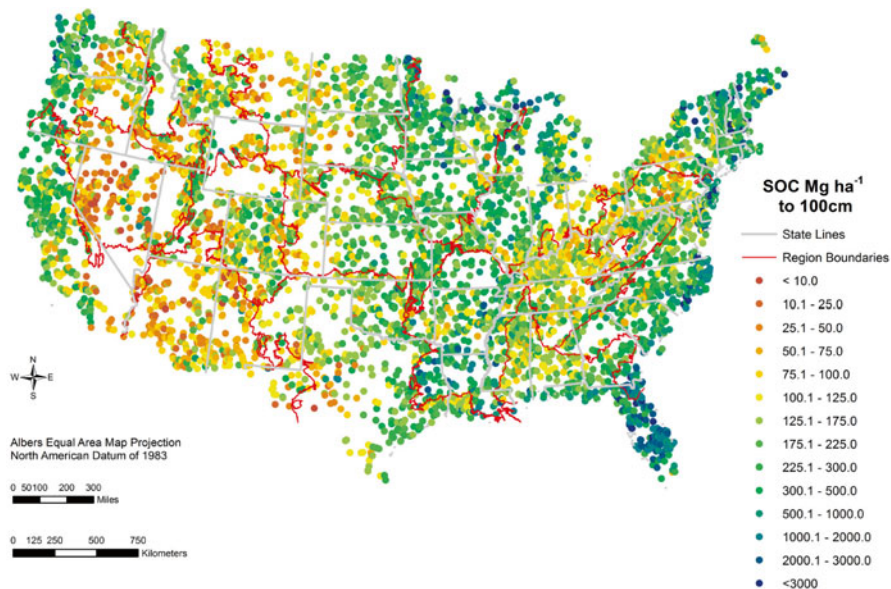 SOC Mg ha⁻¹
to 100cm
State Lines
Region Boundaries
< 10.0
10.1 - 25.0
25.1 - 50.0
50.1 - 75.0
75.1 - 100.0
100.1 - 125.0
125.1 - 175.0
175.1 - 225.0
225.1 - 300.0
300.1 - 500.0
500.1 - 1000.0
1000.1 - 2000.0
2000.1 - 3000.0
<3000
N
W E
S
Albers Equal Area Map Projection
North American Datum of 1983
0 50100 200 300
Miles
0 125 250 500 750
Kilometers